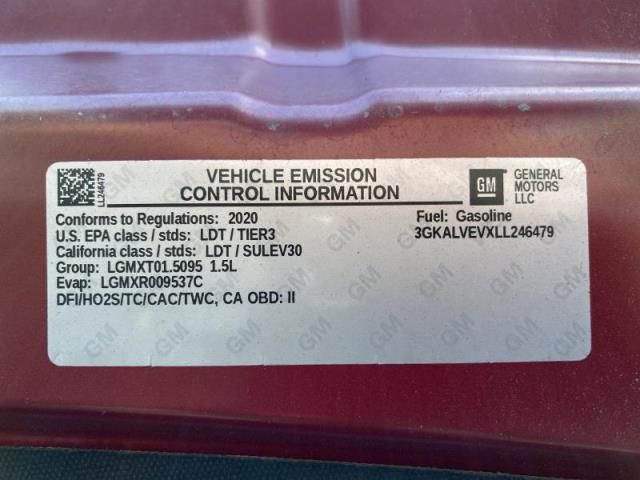 LL246479
VEHICLE EMISSION
CONTROL INFORMATION
GM
GENERAL
MOTORS
LLC
Conforms to Regulations: 2020
U.S. EPA class / stds: LDT / TIER3
California class / stds: LDT / SULEV30
Group: LGMXT01.5095 1.5L
Evap: LGMXR009537C
DFI/HO2S/TC/CAC/TWC, CA OBD: II
Fuel: Gasoline
3GKALVEVXLL246479